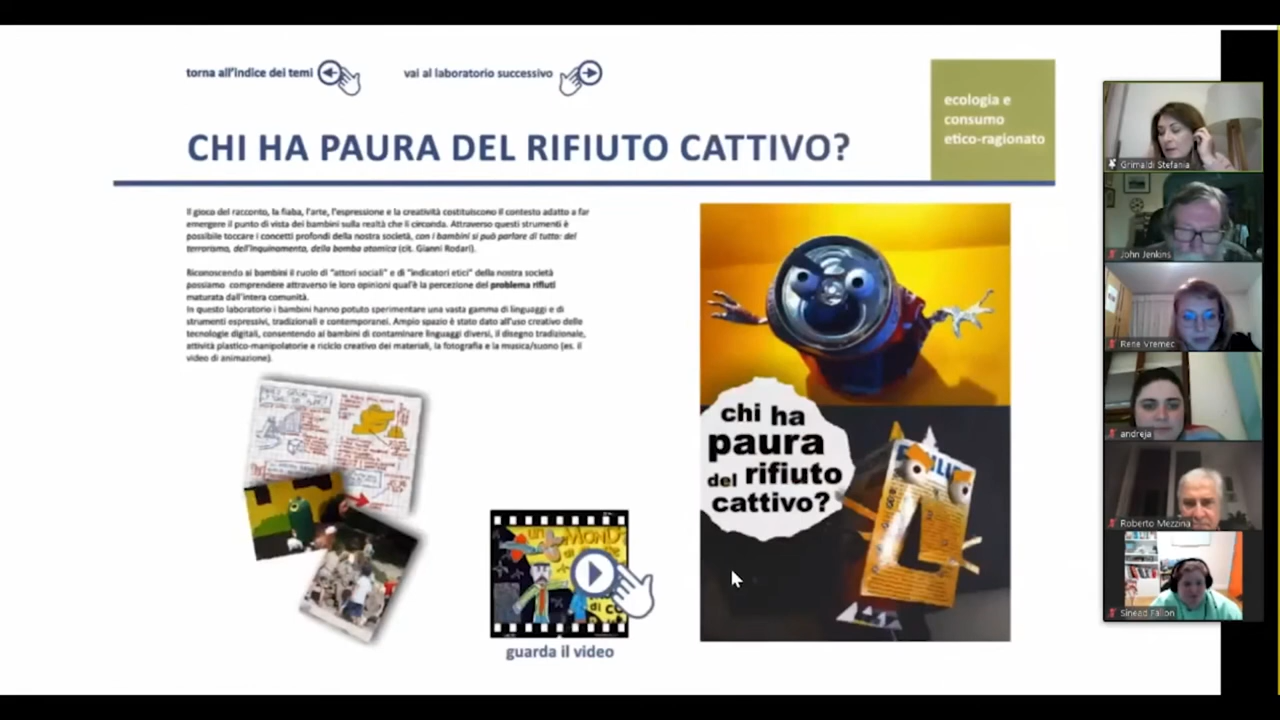 torna all'indice dei temi
vai al laboratorio successivo
ecologia e
consumo
etico-ragionato
CHI HA PAURA DEL RIFIUTO CATTIVO?
Il gioco del racconto, la fiaba, l'arte, l'espressione e la creatività costituiscono il contesto adatto a far
emergere il punto di vista dei bambini sulla realtà che li circonda. Attraverso questi strumenti è
possibile toccare i concetti profondi della nostra società, con i bambini si può parlare di tutto: del
terrorismo, dell'inquinamento, della bomba atomica (cit. Gianni Rodari).
Riconoscendo ai bambini il ruolo di "attori sociali" e di "indicatori etici" della nostra società
possiamo comprendere attraverso le loro opinioni qual'è la percezione del problema rifiuti
maturata dall'intera comunità.
In questo laboratorio i bambini hanno potuto sperimentare una vasta gamma di linguaggi e di
strumenti espressivi, tradizionali e contemporanei. Ampio spazio è stato dato all'uso creativo delle
tecnologie digitali, consentendo ai bambini di contaminare linguaggi diversi, il disegno tradizionale,
attività plastico-manipolatorie e riciclo creativo dei materiali, la fotografia e la musica/suono (es. il
video di animazione).
chi ha
paura
del rifiuto
cattivo?
un MOND
di co
guarda il video
Grimaldi Stefania
John Jenkins
Rene Vremec
andreja
Roberto Mezzina
Sinead Fallon